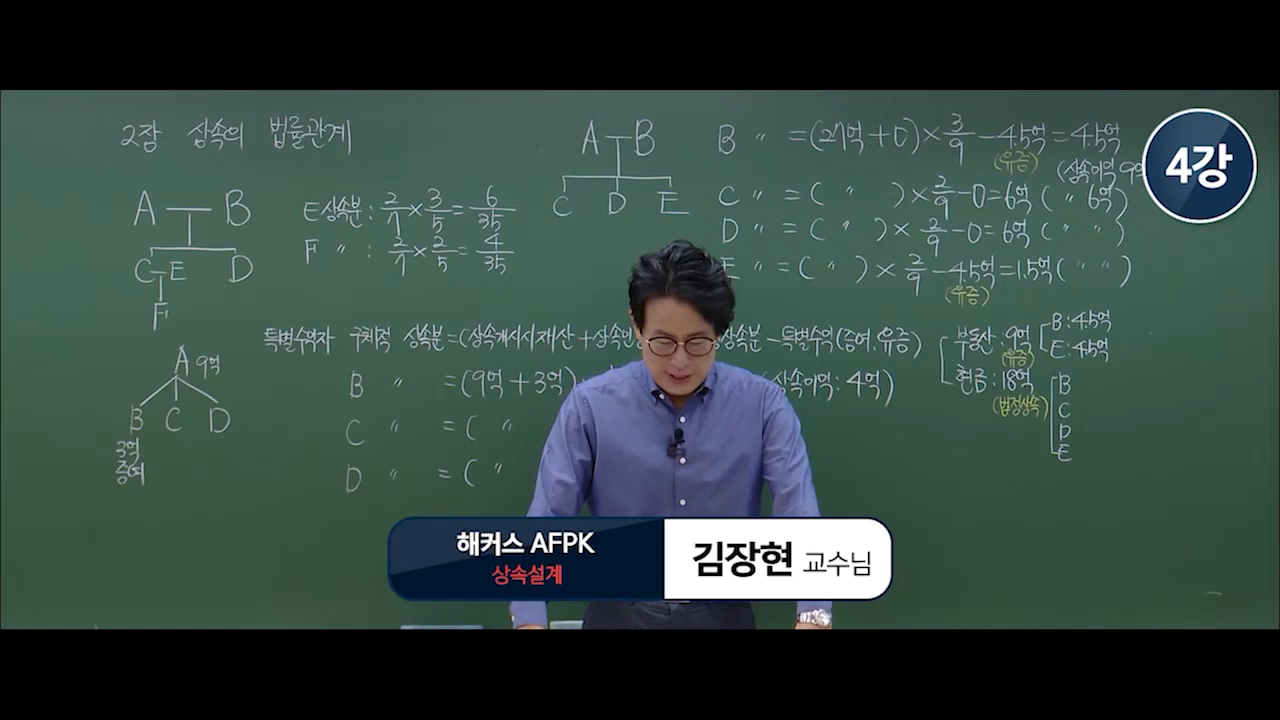 2장 상속의 법률관계
4강
A B
C E D
F
E상속분 : 2/7 × 3/5 = 6/35
F 〃 : 2/7 × 2/5 = 4/35
A B
C D E
B 〃 = (27억 + 0) × 3/9 - 4.5억 = 4.5억
(유증) (상속이익 9억
C 〃 = ( 〃 ) × 2/9 - 0 = 6억 ( 〃 6억)
D 〃 = ( 〃 ) × 2/9 - 0 = 6억 ( 〃 〃 )
E 〃 = ( 〃 ) × 2/9 - 4.5억 = 1.5억 ( 〃 〃 )
(유증)
특별수익자 구체적 상속분 = (상속개시시 재산 + 상속분 - 특별수익 (증여, 유증)
A 9억
B C D
3억
증여
B 〃 = (9억 + 3억) 상속이익 : 4억)
C 〃 = ( 〃
D 〃 = ( 〃
부동산 : 9억 B : 4.5억
(유증) E : 4.5억
현금 : 18억 B
(법정상속) C
D
E
해커스 AFPK
상속설계
김장현 교수님